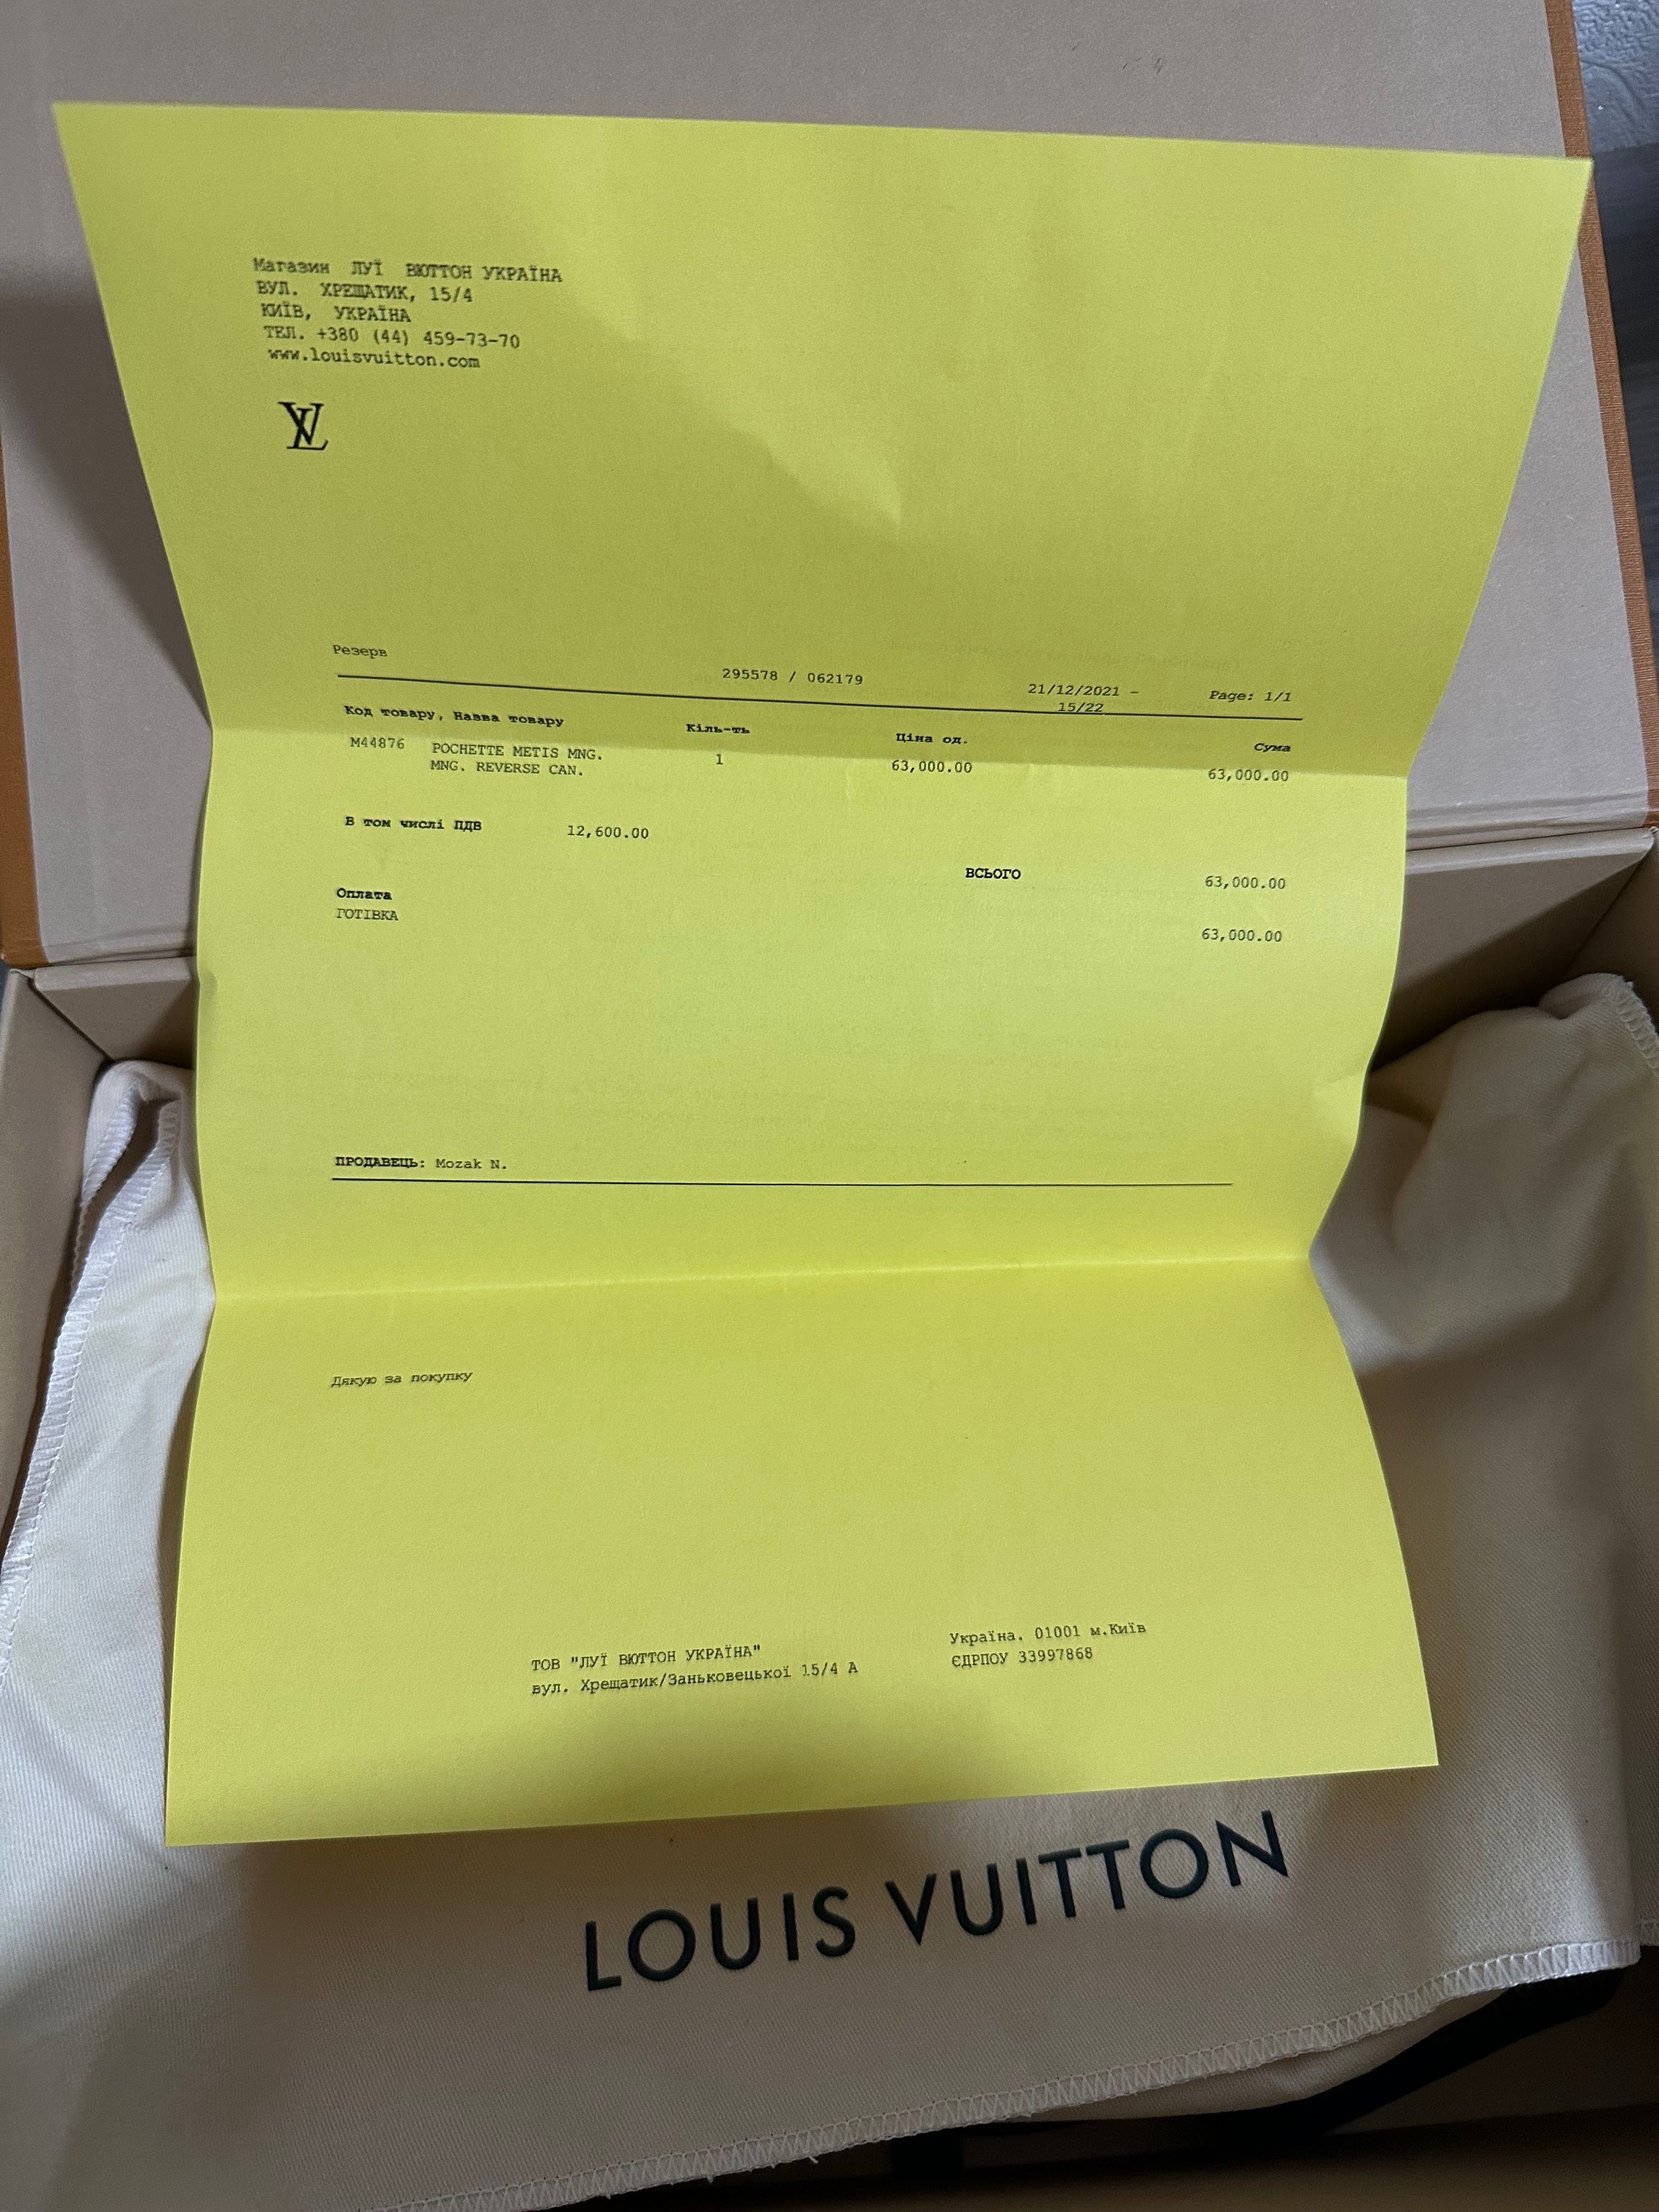 Магазин ЛУЇ ВЮТТОН УКРАЇНА
ВУЛ. ХРЕЩАТИК, 15/4
КИЇВ, УКРАЇНА
ТЕЛ. +380 (44) 459-73-70
www.louisvuitton.com
LV
Резерв 295578 / 062179 21/12/2021 - 15/22 Page: 1/1
Код товару, Назва товару Кіль-ть Ціна од. Сума
M44876 POCHETTE METIS MNG. 1 63,000.00 63,000.00
MNG. REVERSE CAN.
В том числі ПДВ 12,600.00
ВСЬОГО 63,000.00
Оплата
ГОТІВКА 63,000.00
ПРОДАВЕЦЬ: Mozak N.
Дякую за покупку
ТОВ "ЛУЇ ВЮТТОН УКРАЇНА" Україна. 01001 м.Київ
вул. Хрещатик/Заньковецької 15/4 А ЄДРПОУ 33997868
LOUIS VUITTON